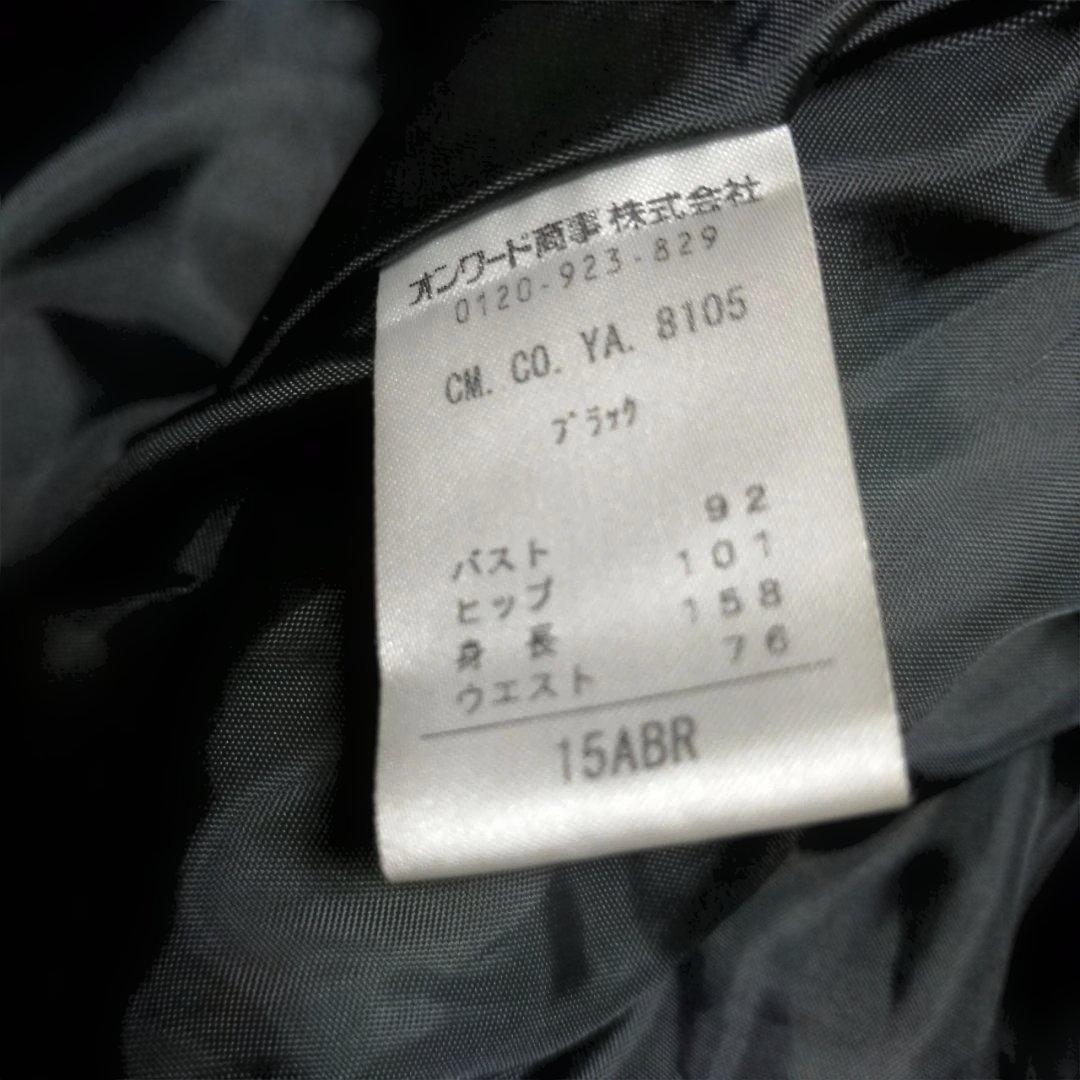 オンワード商事株式会社
0120-923-829
CM. CO. YA. 8105
ブラック
バスト 92
ヒップ 101
身 長 158
ウエスト 76
15ABR